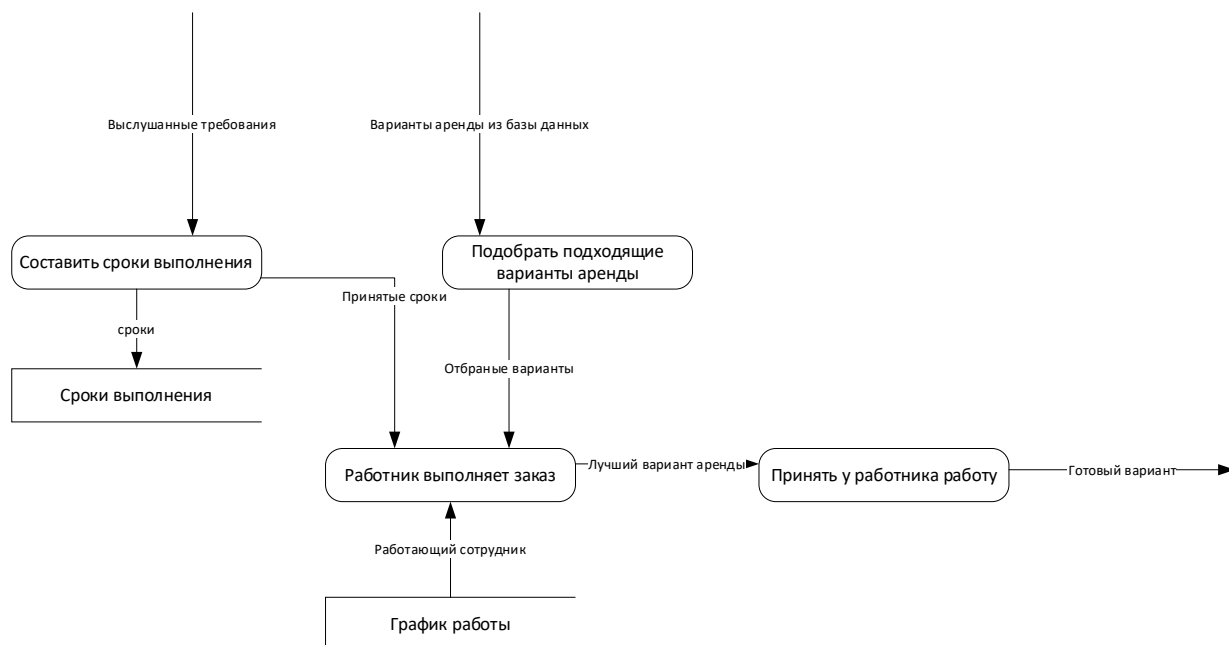 Выслушанные требования
Варианты аренды из базы данных
Составить сроки выполнения
Подобрать подходящие
варианты аренды
Принятые сроки
сроки
Отбраные варианты
Сроки выполнения
Работник выполняет заказ
Лучший вариант аренды
Принять у работника работу
Готовый вариант
Работающий сотрудник
График работы